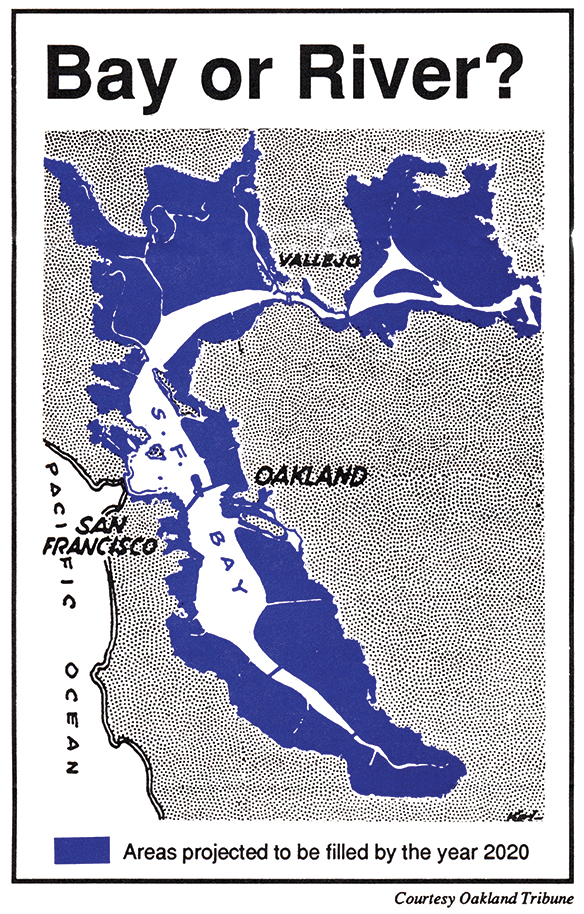 Bay or River?
VALLEJO
S. F.
OAKLAND
PACIFIC OCEAN
SAN
FRANCISCO
BAY
Areas projected to be filled by the year 2020
Courtesy Oakland Tribune